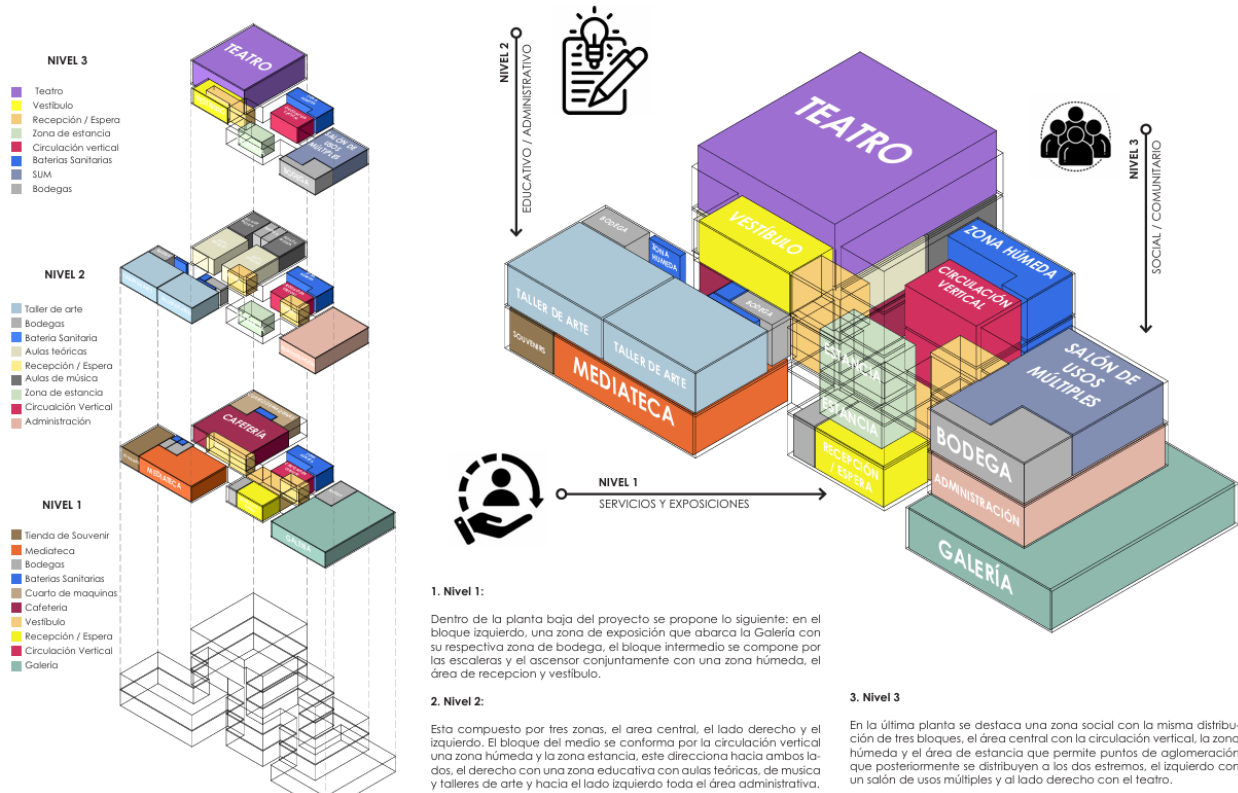 NIVEL 3
Teatro
Vestíbulo
Recepción / Espera
Zona de estancia
Circulación vertical
Baterias Sanitarias
SUM
Bodegas
TEATRO
SALÓN DE
USOS
MÚLTIPLES
BODEGA
NIVEL 2
Taller de arte
Bodegas
Bateria Sanitaria
Aulas teóricas
Recepción / Espera
Aulas de música
Zona de estancia
Circuación Vertical
Administración
CAFETERÍA
MEDIATECA
GALERÍA
NIVEL 1
Tienda de Souvenir
Mediateca
Bodegas
Baterías Sanitarias
Cuarto de maquinas
Cafeteria
Vestíbulo
Recepción / Espera
Circulación Vertical
Galería
NIVEL 2
EDUCATIVO / ADMINISTRATIVO
NIVEL 3
SOCIAL / COMUNITARIO
TEATRO
VESTÍBULO
BODEGA
ZONA
HÚMEDA
BODEGA
ZONA HÚMEDA
CIRCULACIÓN
VERTICAL
TALLER DE ARTE
TALLER DE ARTE
SOUVENIRS
MEDIATECA
ESTANCIA
ESTANCIA
RECEPCIÓN
/ ESPERA
SALÓN DE
USOS
MÚLTIPLES
BODEGA
ADMINISTRACIÓN
GALERÍA
NIVEL 1
SERVICIOS Y EXPOSICIONES
1. Nivel 1:
Dentro de la planta baja del proyecto se propone lo siguiente: en el
bloque izquierdo, una zona de exposición que abarca la Galería con
su respectiva zona de bodega, el bloque intermedio se compone por
las escaleras y el ascensor conjuntamente con una zona húmeda, el
área de recepcion y vestíbulo.
2. Nivel 2:
Esta compuesto por tres zonas, el area central, el lado derecho y el
izquierdo. El bloque del medio se conforma por la circulación vertical
una zona húmeda y la zona estancia, este direcciona hacia ambos la-
dos, el derecho con una zona educativa con aulas teóricas, de musica
y talleres de arte y hacia el lado izquierdo toda el área administrativa.
3. Nivel 3
En la última planta se destaca una zona social con la misma distribu-
ción de tres bloques, el área central con la circulación vertical, la zona
húmeda y el área de estancia que permite puntos de aglomeración
que posteriormente se distribuyen a los dos estremos, el izquierdo con
un salón de usos múltiples y al lado derecho con el teatro.